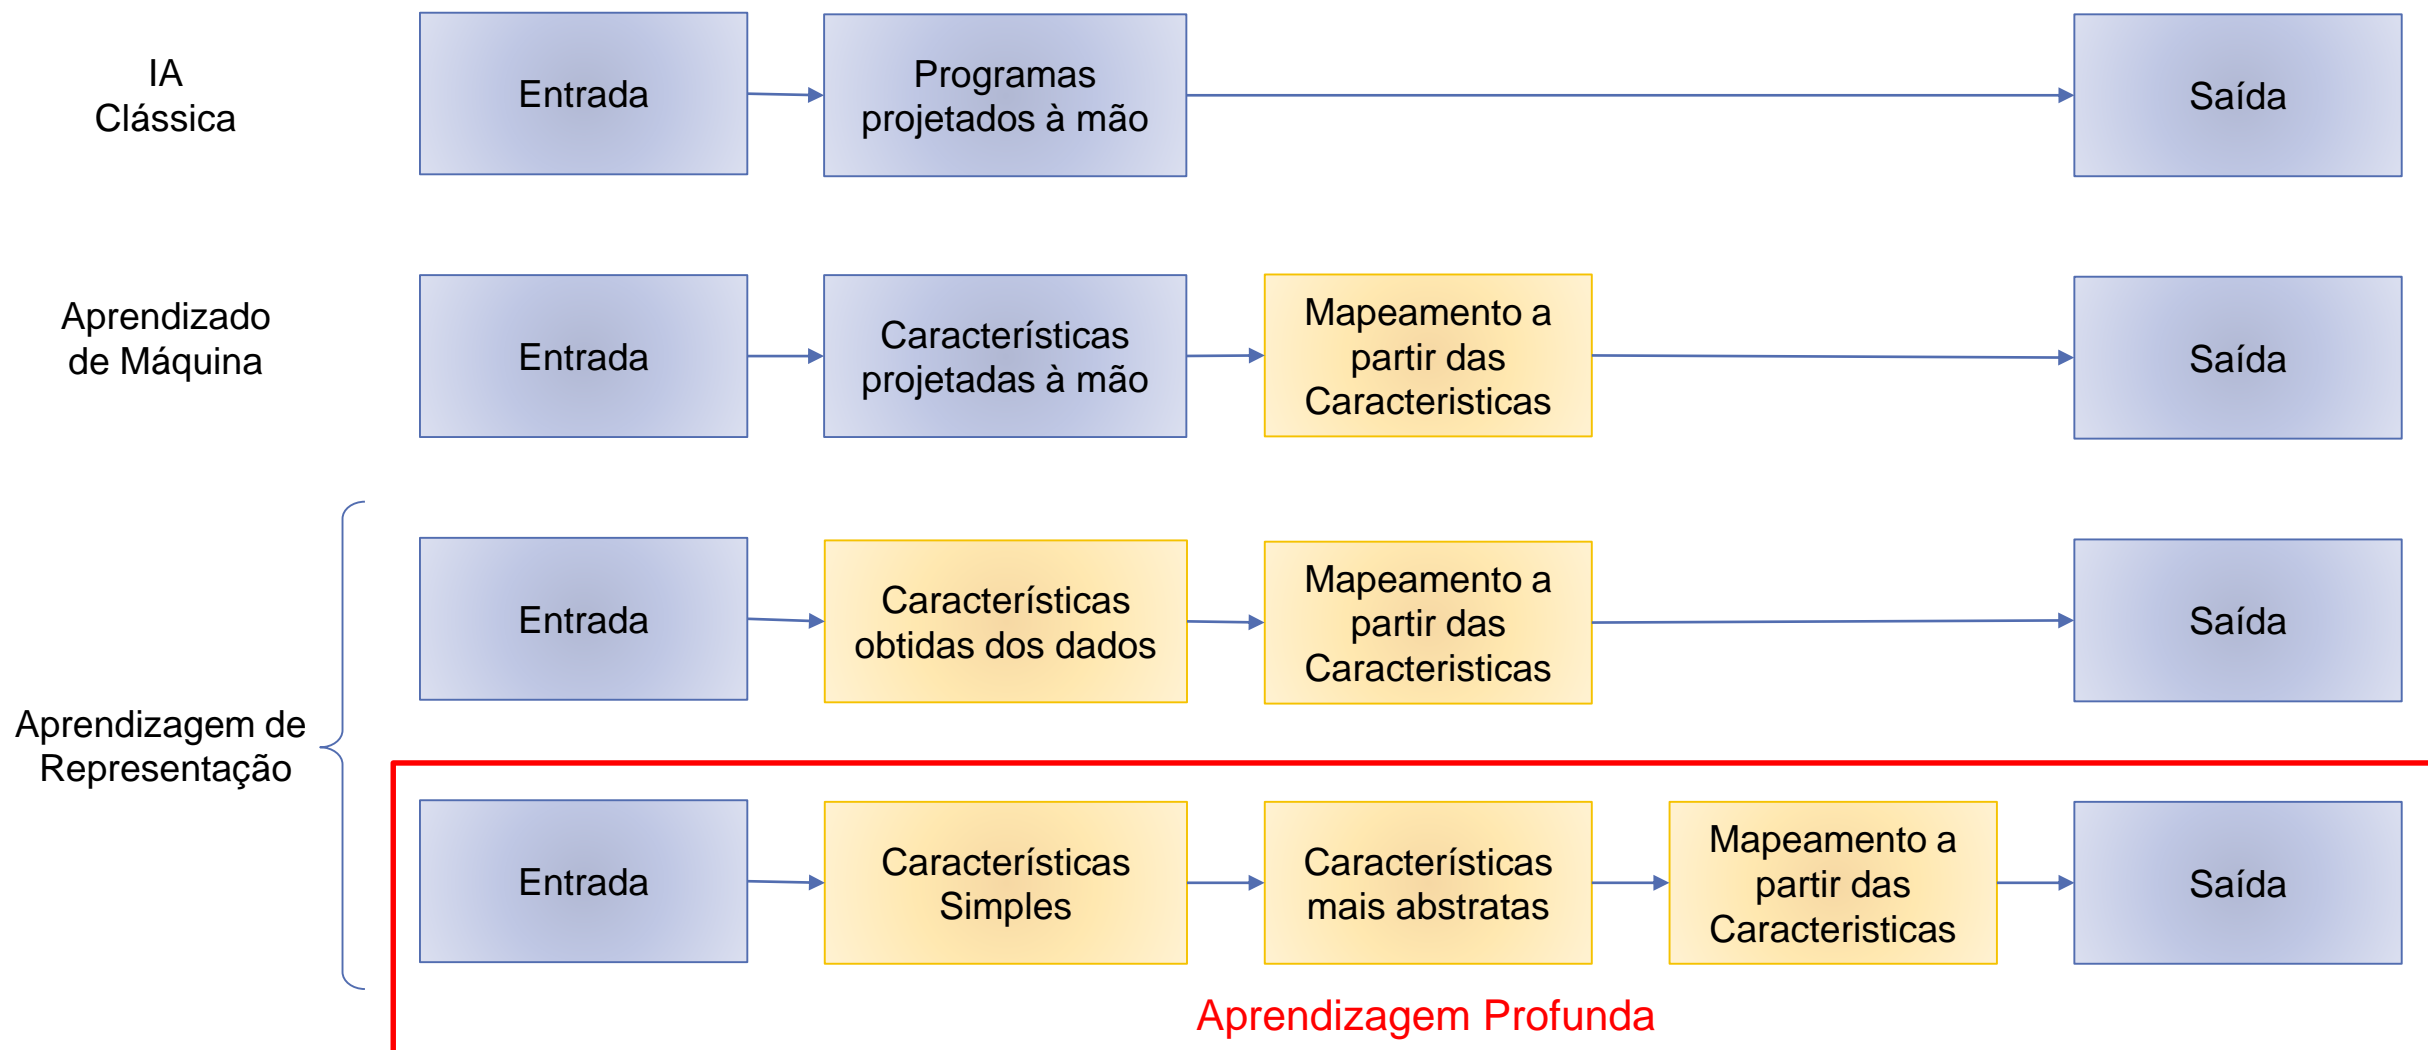 IA
Clássica
Entrada
Programas
projetados à mão
Saída
Aprendizado
de Máquina
Entrada
Características
projetadas à mão
Mapeamento a
partir das
Caracteristicas
Saída
Aprendizagem de
Representação
Entrada
Características
obtidas dos dados
Mapeamento a
partir das
Caracteristicas
Saída
Entrada
Características
Simples
Características
mais abstratas
Mapeamento a
partir das
Caracteristicas
Saída
Aprendizagem Profunda